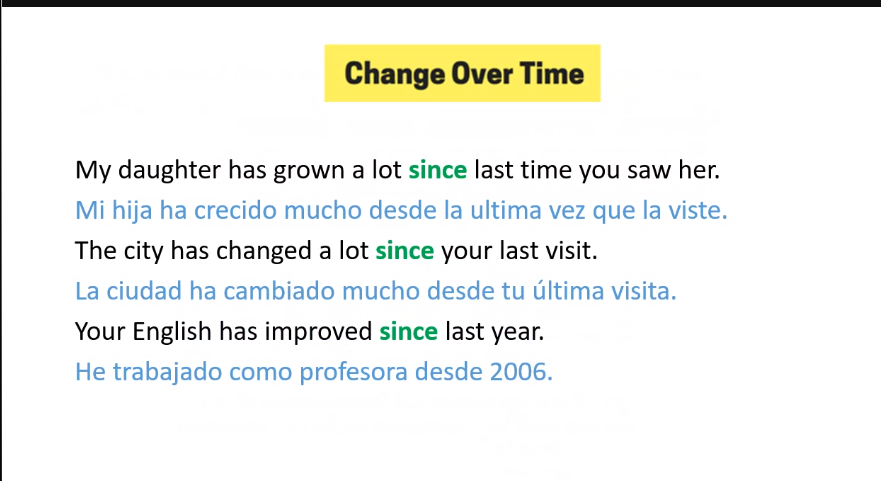 Change Over Time
My daughter has grown a lot since last time you saw her.
Mi hija ha crecido mucho desde la ultima vez que la viste.
The city has changed a lot since your last visit.
La ciudad ha cambiado mucho desde tu última visita.
Your English has improved since last year.
He trabajado como profesora desde 2006.